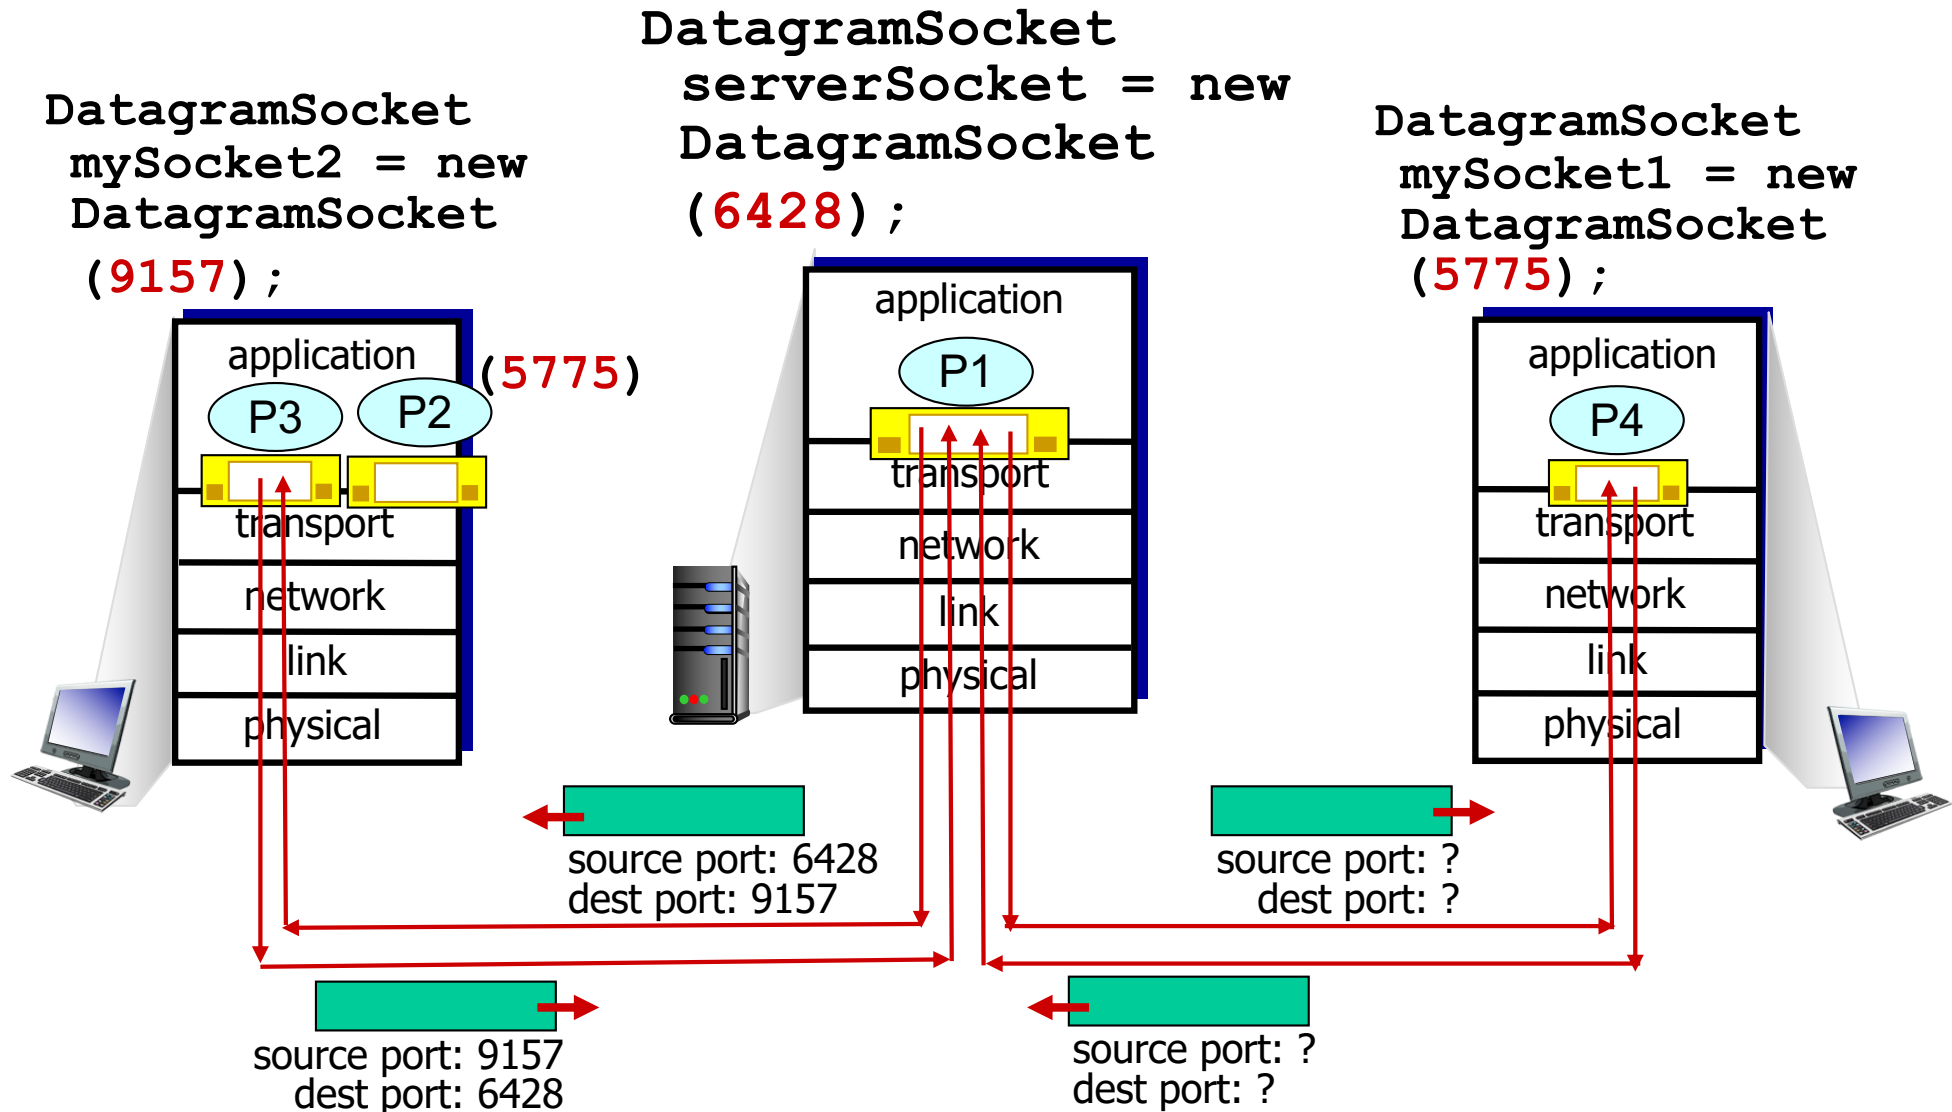 DatagramSocket
serverSocket = new
DatagramSocket
(6428);
DatagramSocket
mySocket2 = new
DatagramSocket
(9157);
DatagramSocket
mySocket1 = new
DatagramSocket
(5775);
application
(5775)
P3
P2
transport
network
link
physical
application
P1
transport
network
link
physical
application
P4
transport
network
link
physical
source port: 6428
dest port: 9157
source port: ?
dest port: ?
source port: 9157
dest port: 6428
source port: ?
dest port: ?